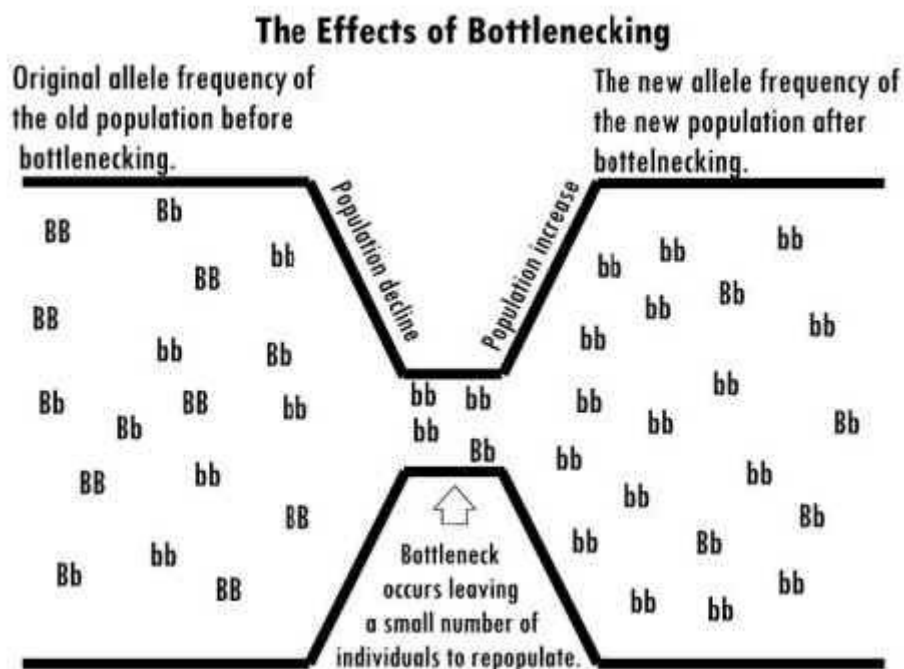 The Effects of Bottlenecking
Original allele frequency of
the old population before
bottlenecking.
The new allele frequency of
the new population after
bottelnecking.
Population decline
Population increase
BB
Bb
bb
BB
BB
bb
Bb
Bb
BB
bb
Bb
BB
bb
BB
bb
Bb
BB
bb
bb
bb
Bb
bb
bb
bb
bb
Bb
bb
bb
bb
bb
bb
Bb
bb
bb
bb
Bb
bb
Bb
bb
bb
bb
Bottleneck
occurs leaving
a small number of
individuals to repopulate.